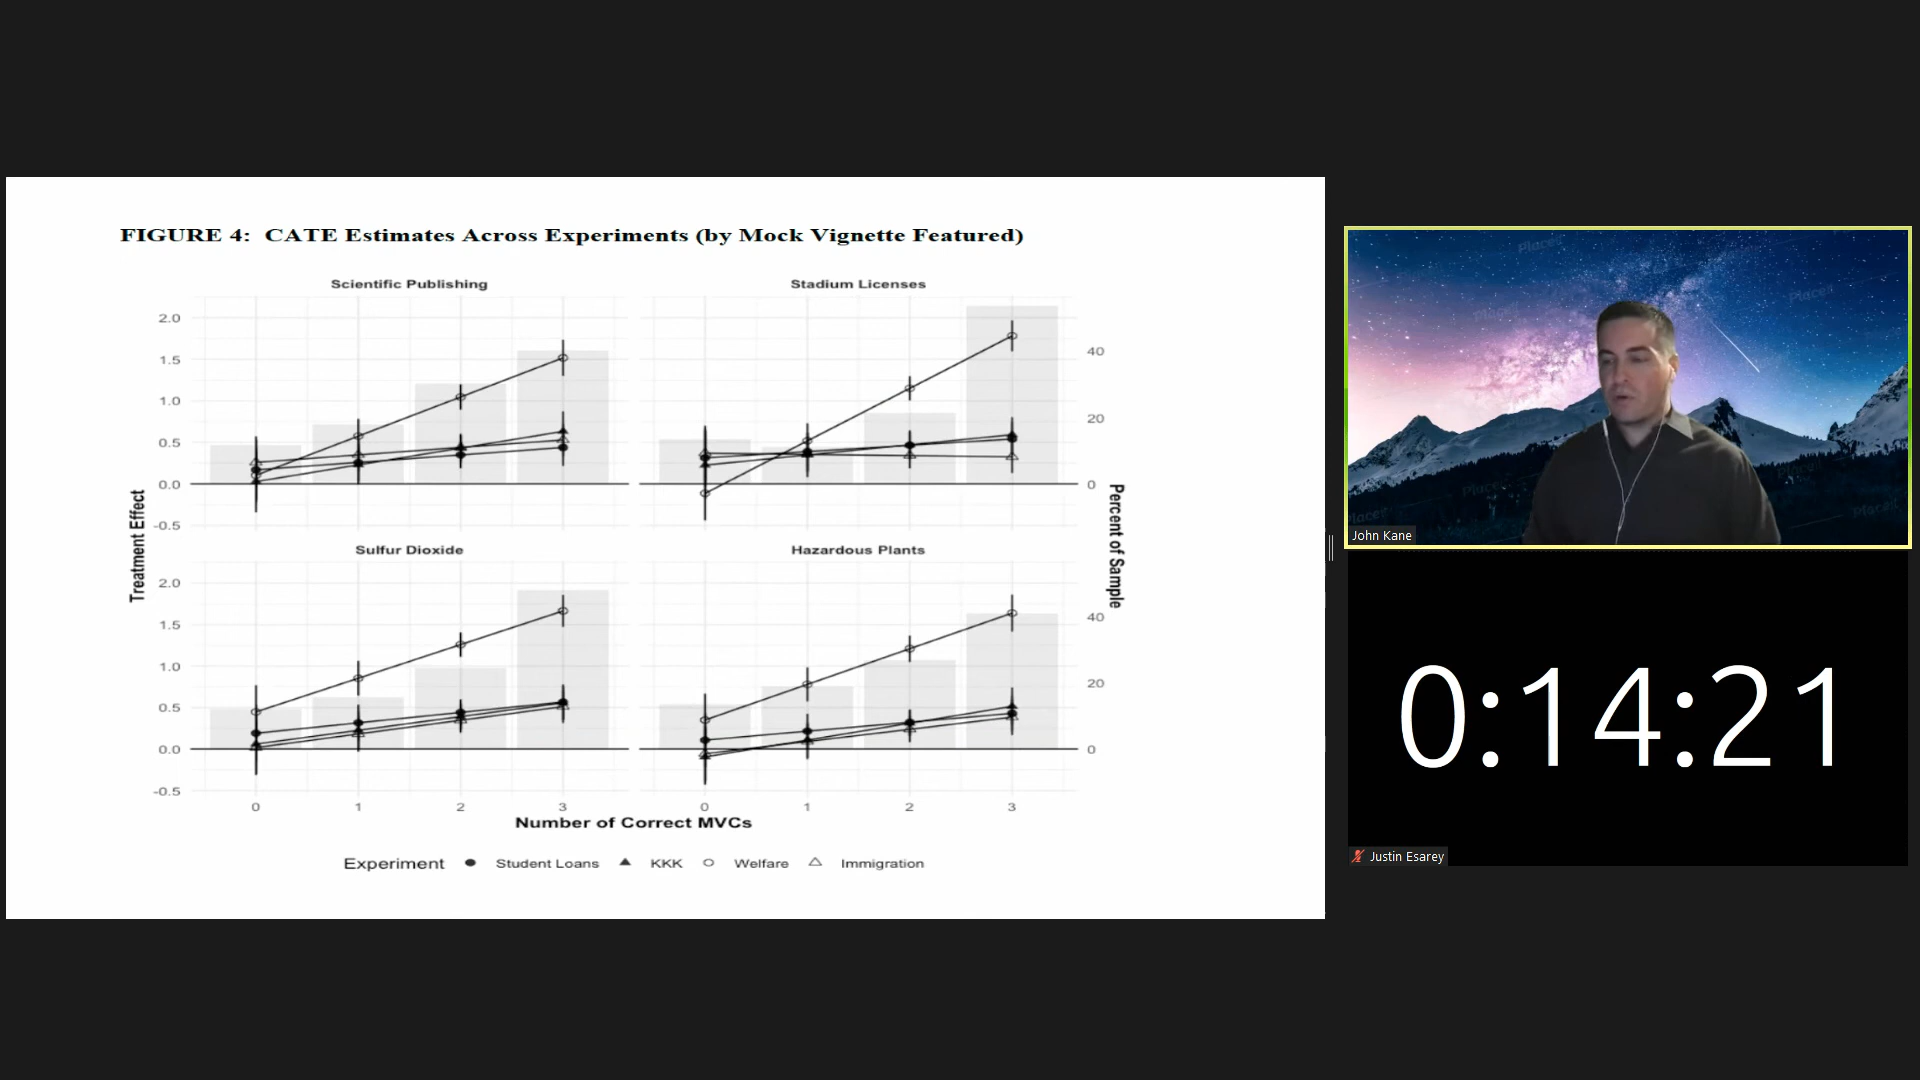 FIGURE 4: CATE Estimates Across Experiments (by Mock Vignette Featured)
Scientific Publishing
Stadium Licenses
2.0
1.5
1.0
0.5
0.0
-0.5
40
20
0
Treatment Effect
Percent of Sample
Sulfur Dioxide
Hazardous Plants
2.0
1.5
1.0
0.5
0.0
-0.5
40
20
0
0 1 2 3
0 1 2 3
Number of Correct MVCs
Experiment Student Loans KKK Welfare Immigration
Placeit
Placeit
Placeit
Placeit
John Kane
0:14:21
Justin Esarey